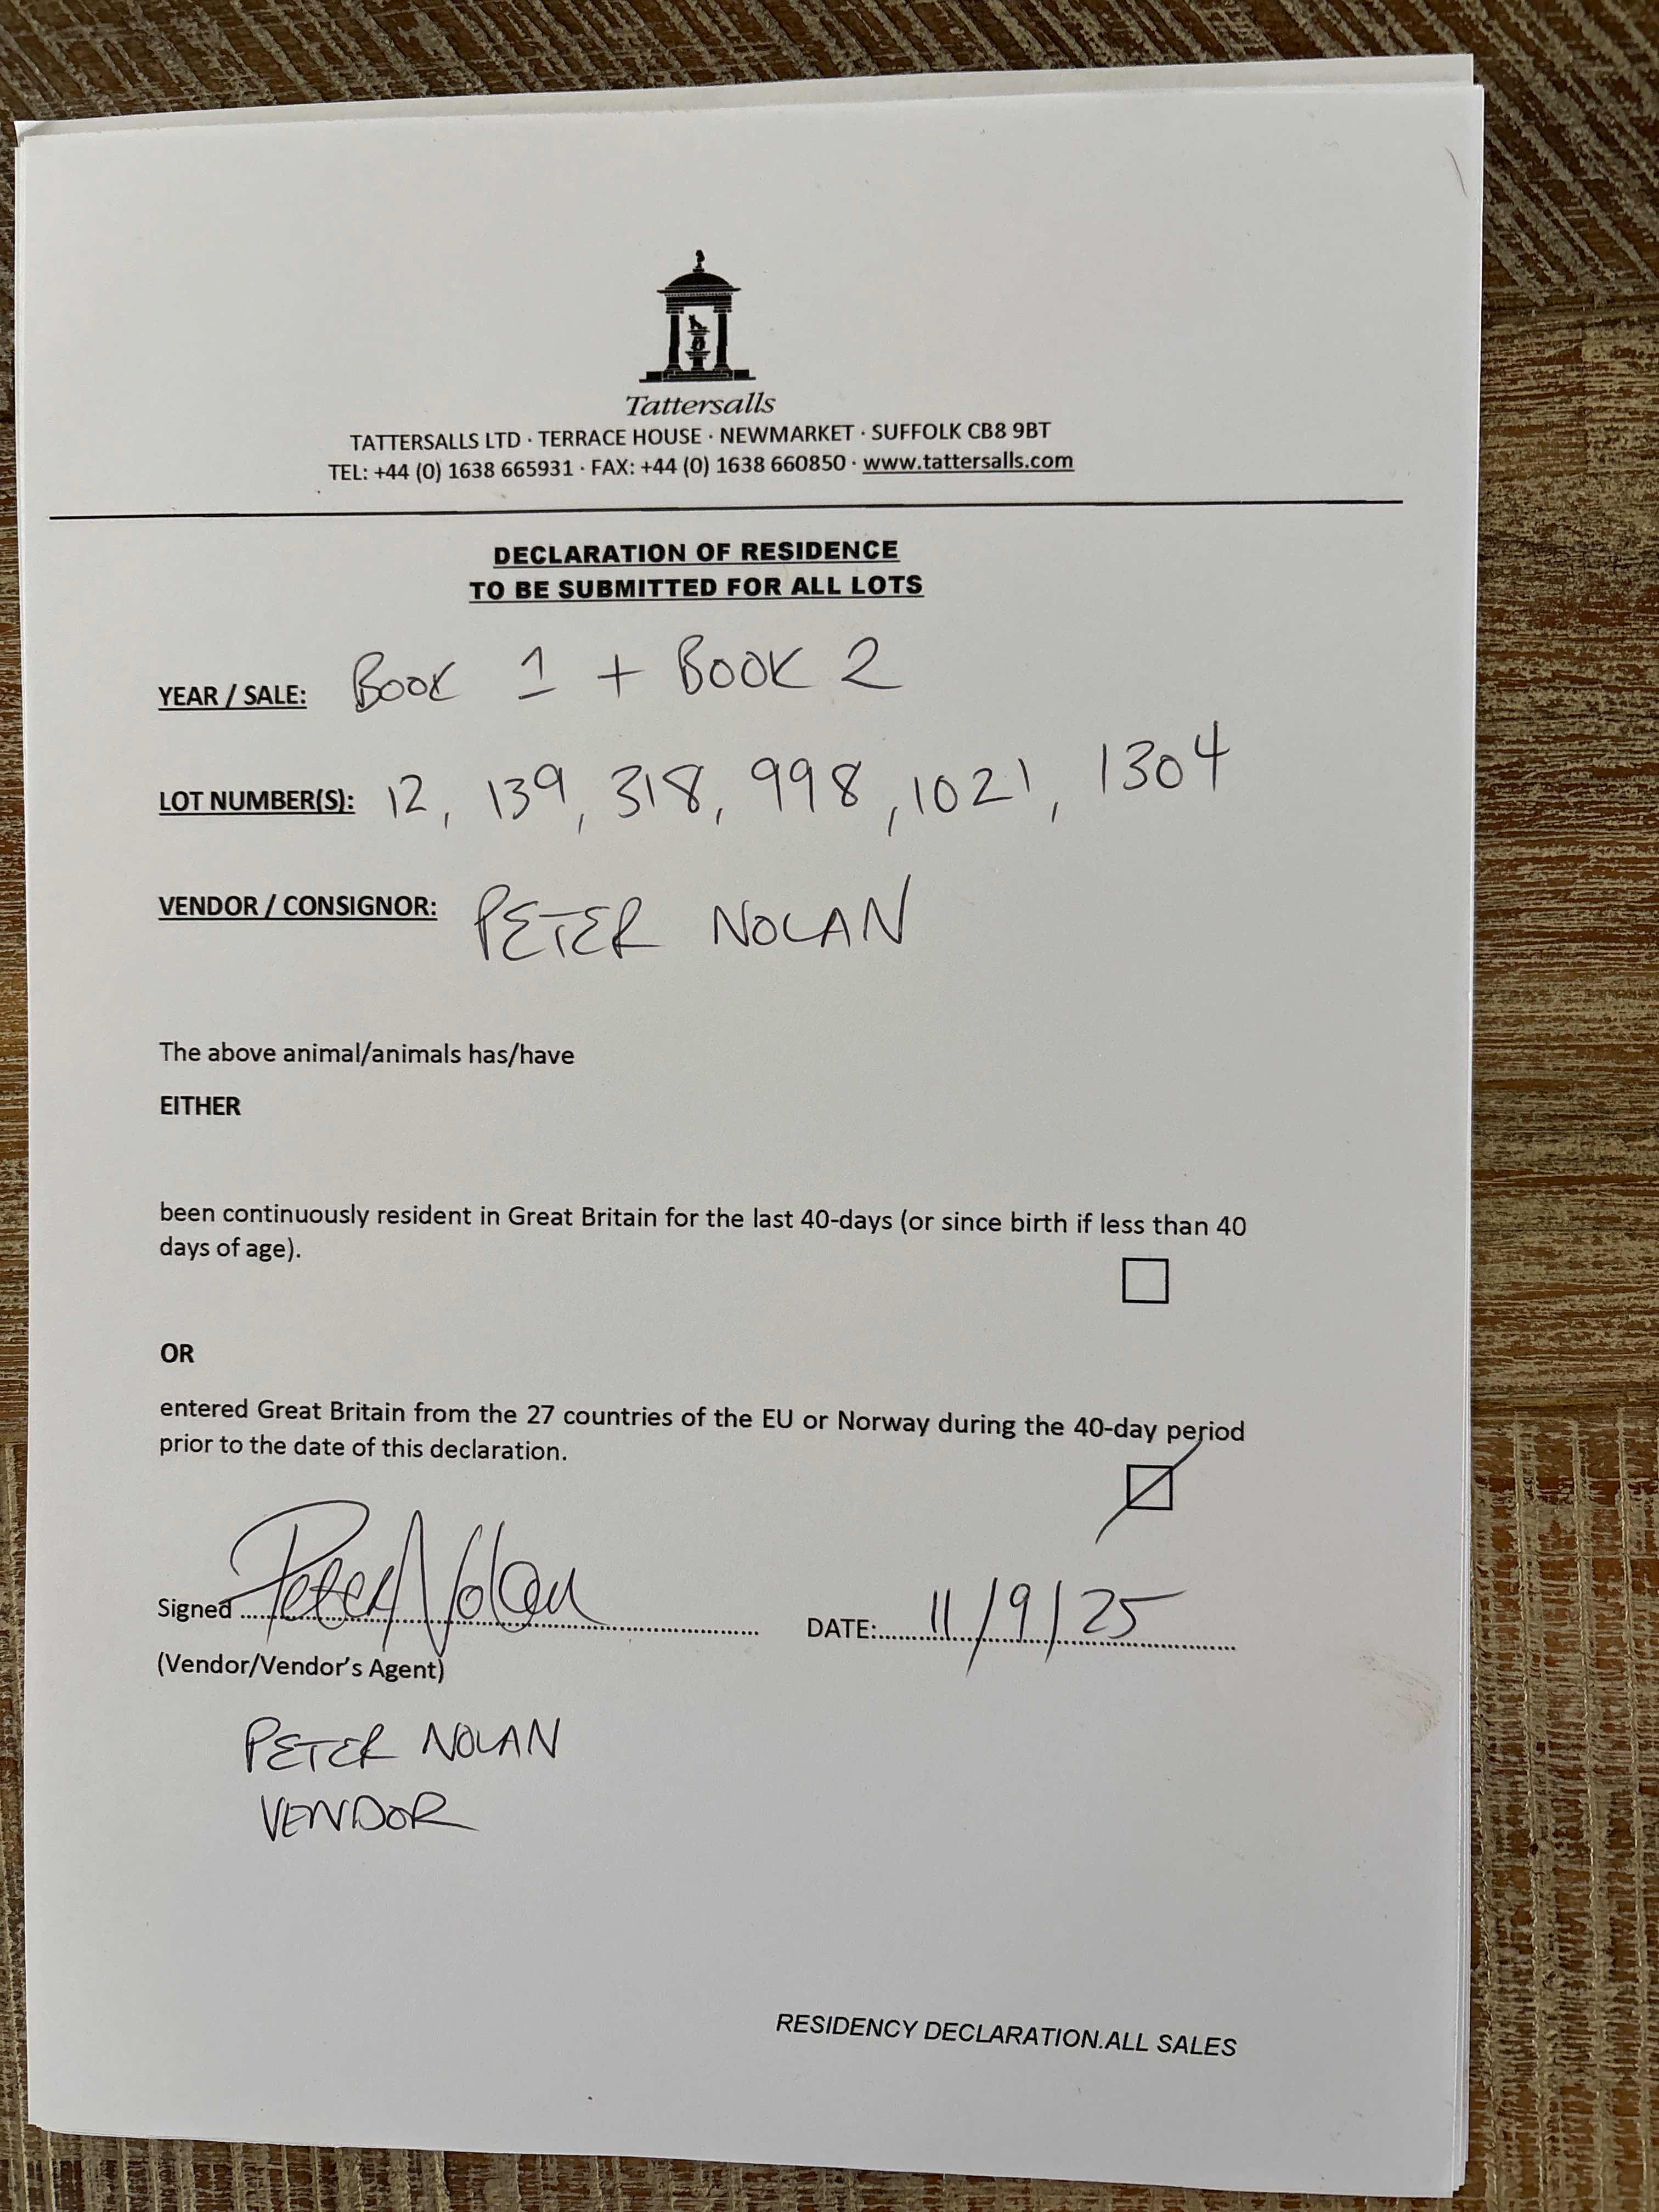 Tattersalls
TATTERSALLS LTD · TERRACE HOUSE · NEWMARKET · SUFFOLK CB8 9BT
TEL: +44 (0) 1638 665931 · FAX: +44 (0) 1638 660850 · www.tattersalls.com
DECLARATION OF RESIDENCE
TO BE SUBMITTED FOR ALL LOTS
YEAR / SALE: BOOK 1 + BOOK 2
LOT NUMBER(S): 12, 139, 318, 998, 1021, 1304
VENDOR / CONSIGNOR: PETER NOLAN
The above animal/animals has/have
EITHER
been continuously resident in Great Britain for the last 40-days (or since birth if less than 40
days of age).
OR
entered Great Britain from the 27 countries of the EU or Norway during the 40-day period
prior to the date of this declaration.
Signed Peter Nolan DATE: 11/9/25
(Vendor/Vendor's Agent)
PETER NOLAN
VENDOR
RESIDENCY DECLARATION.ALL SALES